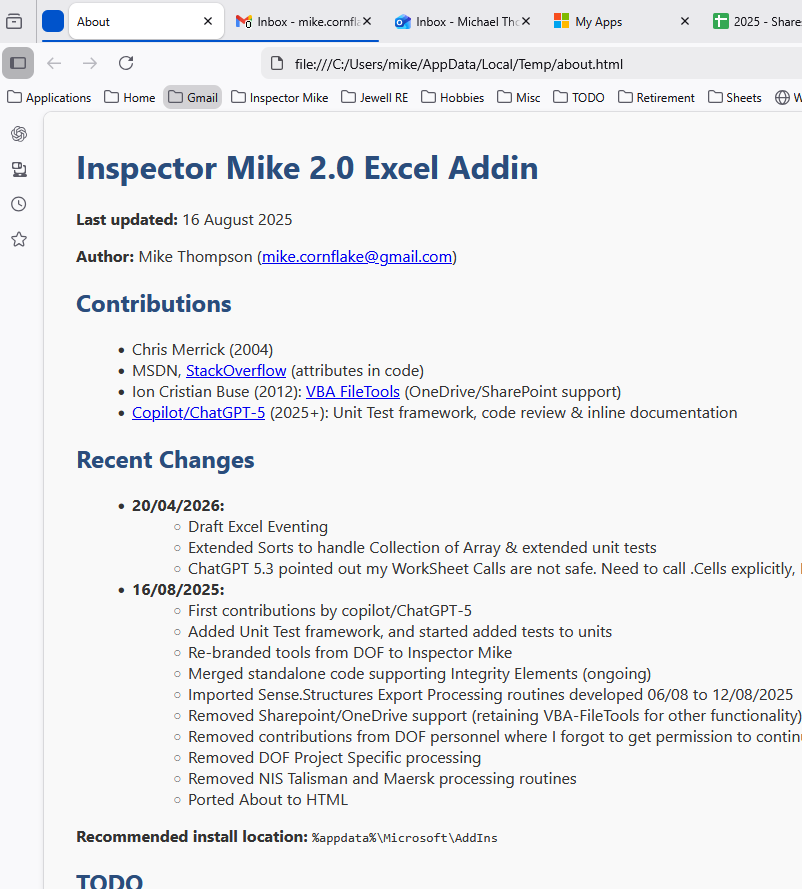 About
Inbox - mike.cornfl
Inbox - Michael Th
My Apps
2025 - Share
file:///C:/Users/mike/AppData/Local/Temp/about.html
Applications
Home
Gmail
Inspector Mike
Jewell RE
Hobbies
Misc
TODO
Retirement
Sheets
Inspector Mike 2.0 Excel Addin
Last updated: 16 August 2025
Author: Mike Thompson (mike.cornflake@gmail.com)
Contributions
• Chris Merrick (2004)
• MSDN, StackOverflow (attributes in code)
• Ion Cristian Buse (2012): VBA FileTools (OneDrive/SharePoint support)
• Copilot/ChatGPT-5 (2025+): Unit Test framework, code review & inline documentation
Recent Changes
• 20/04/2026:
○ Draft Excel Eventing
○ Extended Sorts to handle Collection of Array & extended unit tests
○ ChatGPT 5.3 pointed out my WorkSheet Calls are not safe. Need to call .Cells explicitly,
• 16/08/2025:
○ First contributions by copilot/ChatGPT-5
○ Added Unit Test framework, and started added tests to units
○ Re-branded tools from DOF to Inspector Mike
○ Merged standalone code supporting Integrity Elements (ongoing)
○ Imported Sense.Structures Export Processing routines developed 06/08 to 12/08/2025
○ Removed Sharepoint/OneDrive support (retaining VBA-FileTools for other functionality)
○ Removed contributions from DOF personnel where I forgot to get permission to contin
○ Removed DOF Project Specific processing
○ Removed NIS Talisman and Maersk processing routines
○ Ported About to HTML
Recommended install location: %appdata%\Microsoft\AddIns
TODO